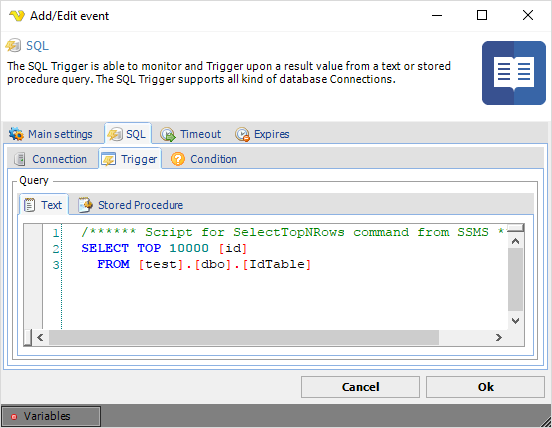 Add/Edit event
SQL
The SQL Trigger is able to monitor and Trigger upon a result value from a text or stored
procedure query. The SQL Trigger supports all kind of database Connections.
Main settings SQL Timeout Expires
Connection Trigger Condition
Query
Text Stored Procedure
1 /****** Script for SelectTopNRows command from SSMS *
2 SELECT TOP 10000 [id]
3 FROM [test].[dbo].[IdTable]
Cancel Ok
Variables